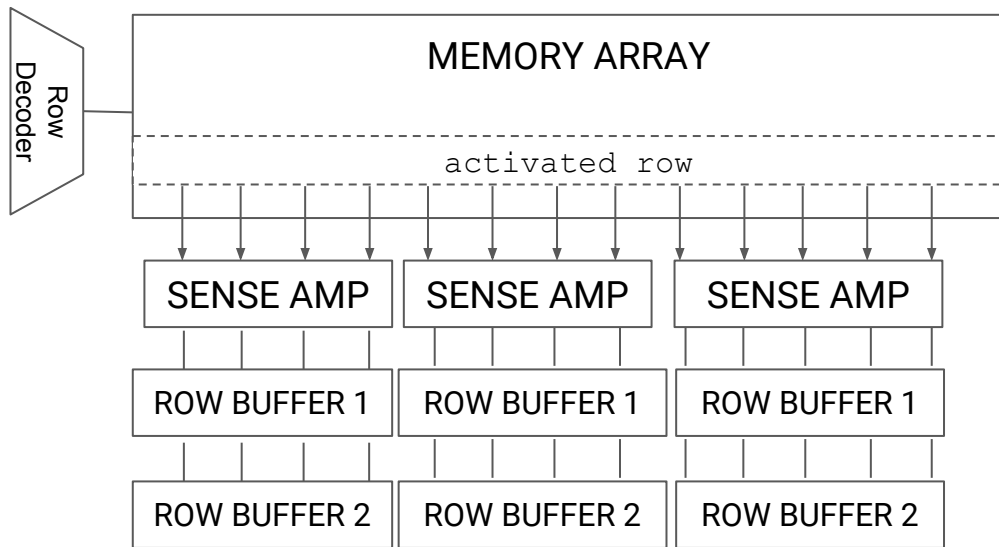 Row
Decoder
MEMORY ARRAY
activated row
SENSE AMP
SENSE AMP
SENSE AMP
ROW BUFFER 1
ROW BUFFER 1
ROW BUFFER 1
ROW BUFFER 2
ROW BUFFER 2
ROW BUFFER 2